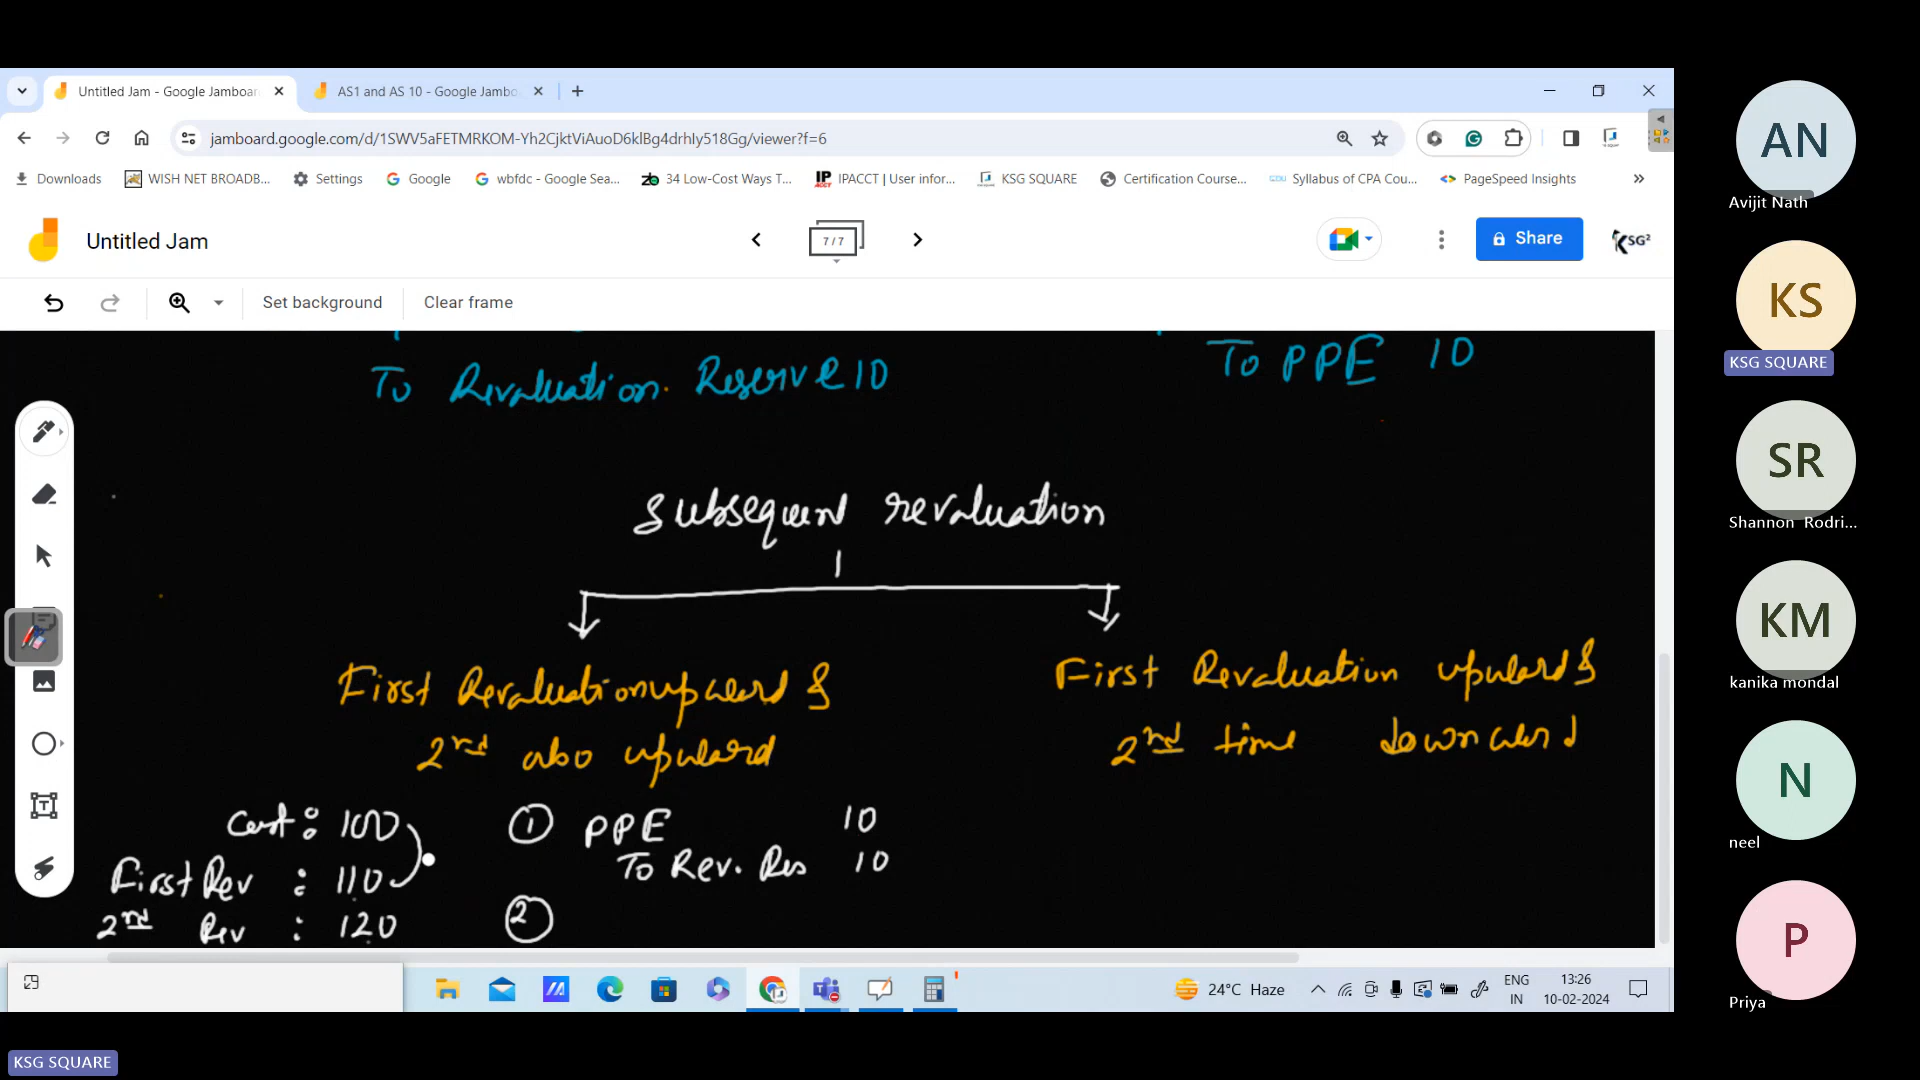 Untitled Jam - Google Jamboar
AS1 and AS 10 - Google Jambo
jamboard.google.com/d/1SWV5aFETMRKOM-Yh2CjktViAuoD6klBg4drhIy518Gg/viewer?f=6
Downloads
WISH NET BROADB...
Settings
Google
wbfdc - Google Sea...
34 Low-Cost Ways T...
IPACCT | User infor...
KSG SQUARE
Certification Course...
Syllabus of CPA Cou...
PageSpeed Insights
Untitled Jam
7 / 7
Share
KSG²
Set background
Clear frame
To Revaluation Reserve 10
To PPE 10
Subsequent revaluation
First Revaluation upward &
2nd also upward
First Revaluation upward &
2nd time downward
Cost : 100
First Rev : 110
2nd Rev : 120
① PPE 10
To Rev. Res 10
②
24°C Haze
ENG
IN
13:26
10-02-2024
AN
Avijit Nath
KS
KSG SQUARE
SR
Shannon Rodri...
KM
kanika mondal
N
neel
P
Priya
KSG SQUARE